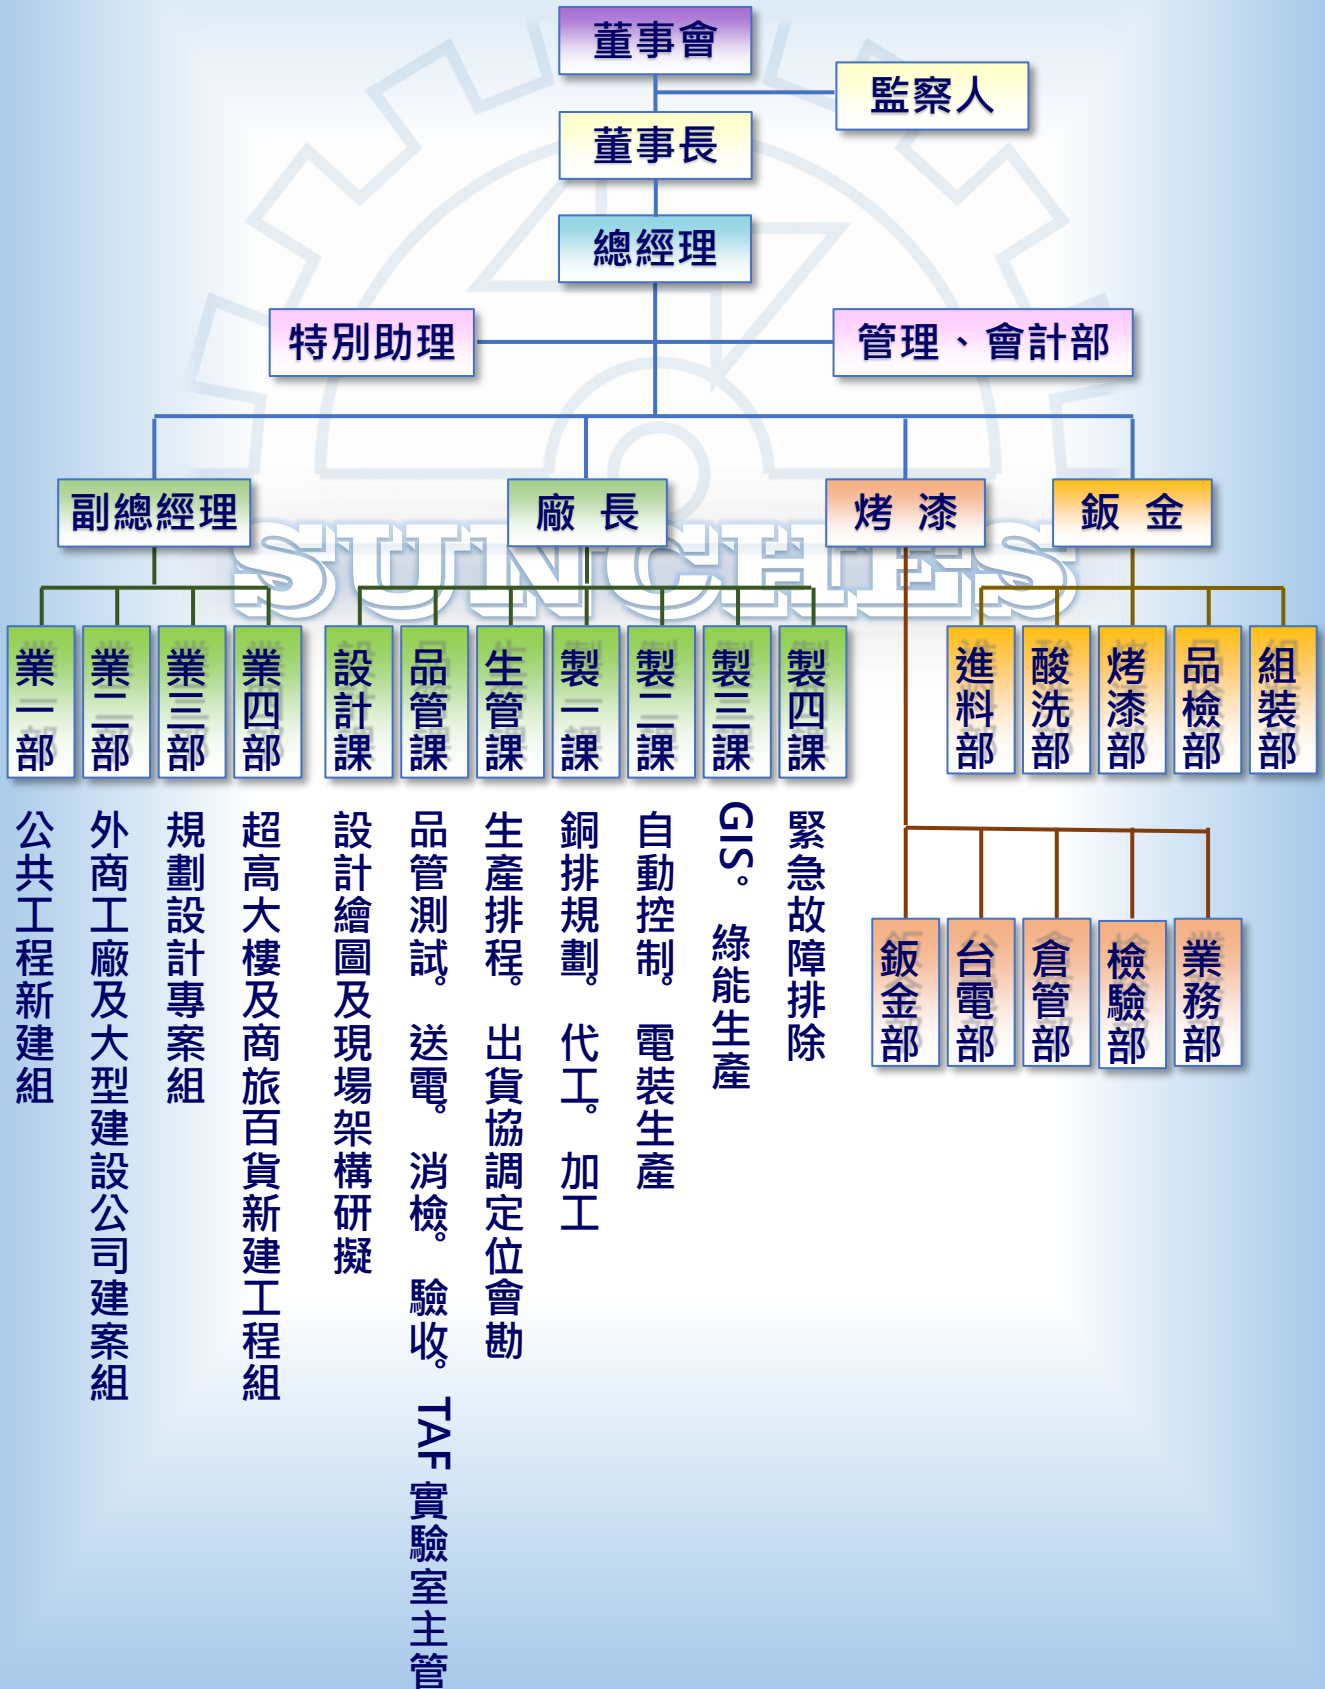 董事會
監察人
董事長
總經理
特別助理
管理、會計部
副總經理
廠 長
烤 漆
鈑 金
SUNCHES
業一部
業二部
業三部
業四部
設計課
品管課
生管課
製一課
製二課
製三課
製四課
進料部
酸洗部
烤漆部
品檢部
組裝部
公共工程新建組
外商工廠及大型建設公司建案組
規劃設計專案組
超高大樓及商旅百貨新建工程組
設計繪圖及現場架構研擬
品管測試。送電。消檢。驗收。TAF實驗室主管
生產排程。出貨協調定位會勘
銅排規劃。代工。加工
自動控制。電裝生產
GIS。綠能生產
緊急故障排除
鈑金部
台電部
倉管部
檢驗部
業務部